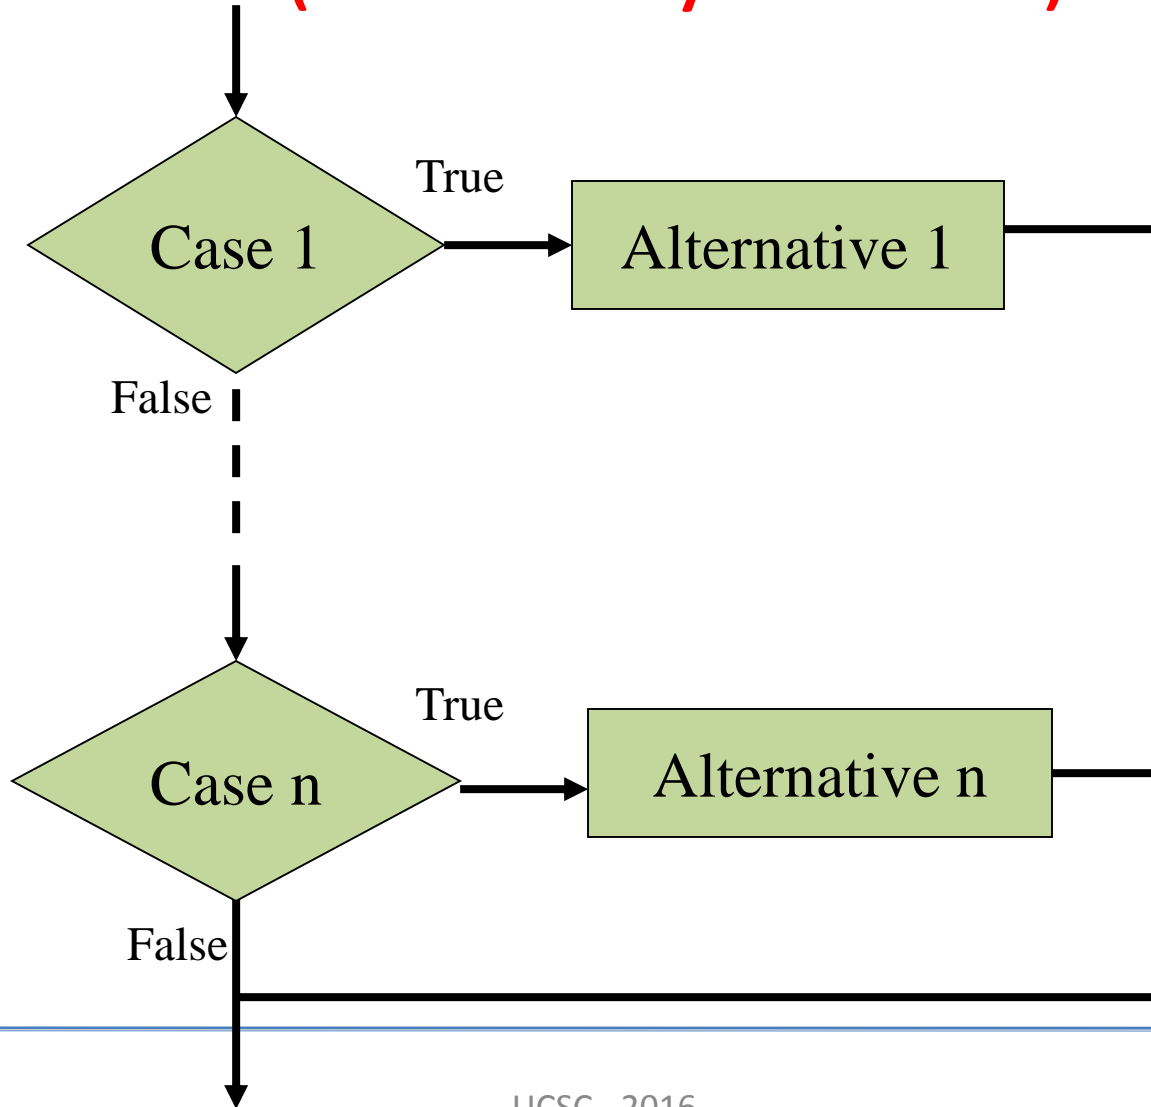 True
Case 1
Alternative 1
False
True
Case n
Alternative n
False